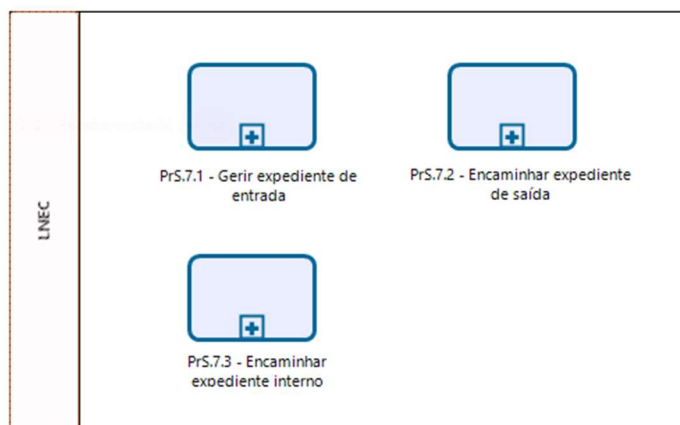 LNEC
PrS.7.1 - Gerir expediente de
entrada
PrS.7.2 - Encaminhar expediente
de saída
PrS.7.3 - Encaminhar
expediente interno